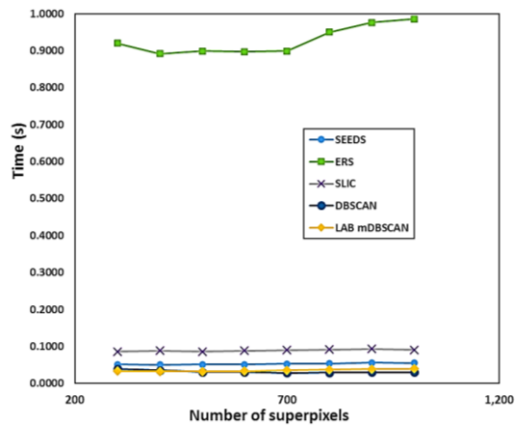 1.0000
0.9000
0.8000
0.7000
0.6000
0.5000
0.4000
0.3000
0.2000
0.1000
0.0000
Time (s)
SEEDS
ERS
SLIC
DBSCAN
LAB mDBSCAN
200
700
1,200
Number of superpixels